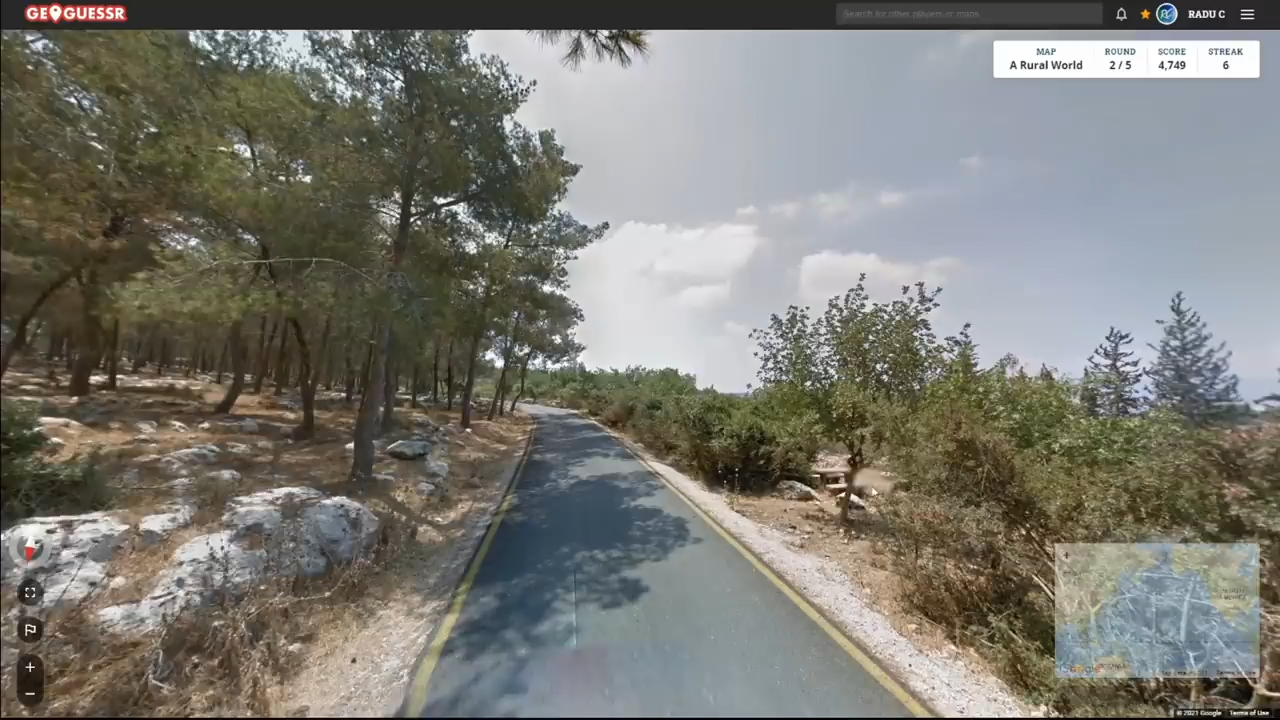 GEOGUESSR
Search for other players or maps
RADU C
MAP ROUND SCORE STREAK
A Rural World 2 / 5 4,749 6
© 2021 Google Terms of Use